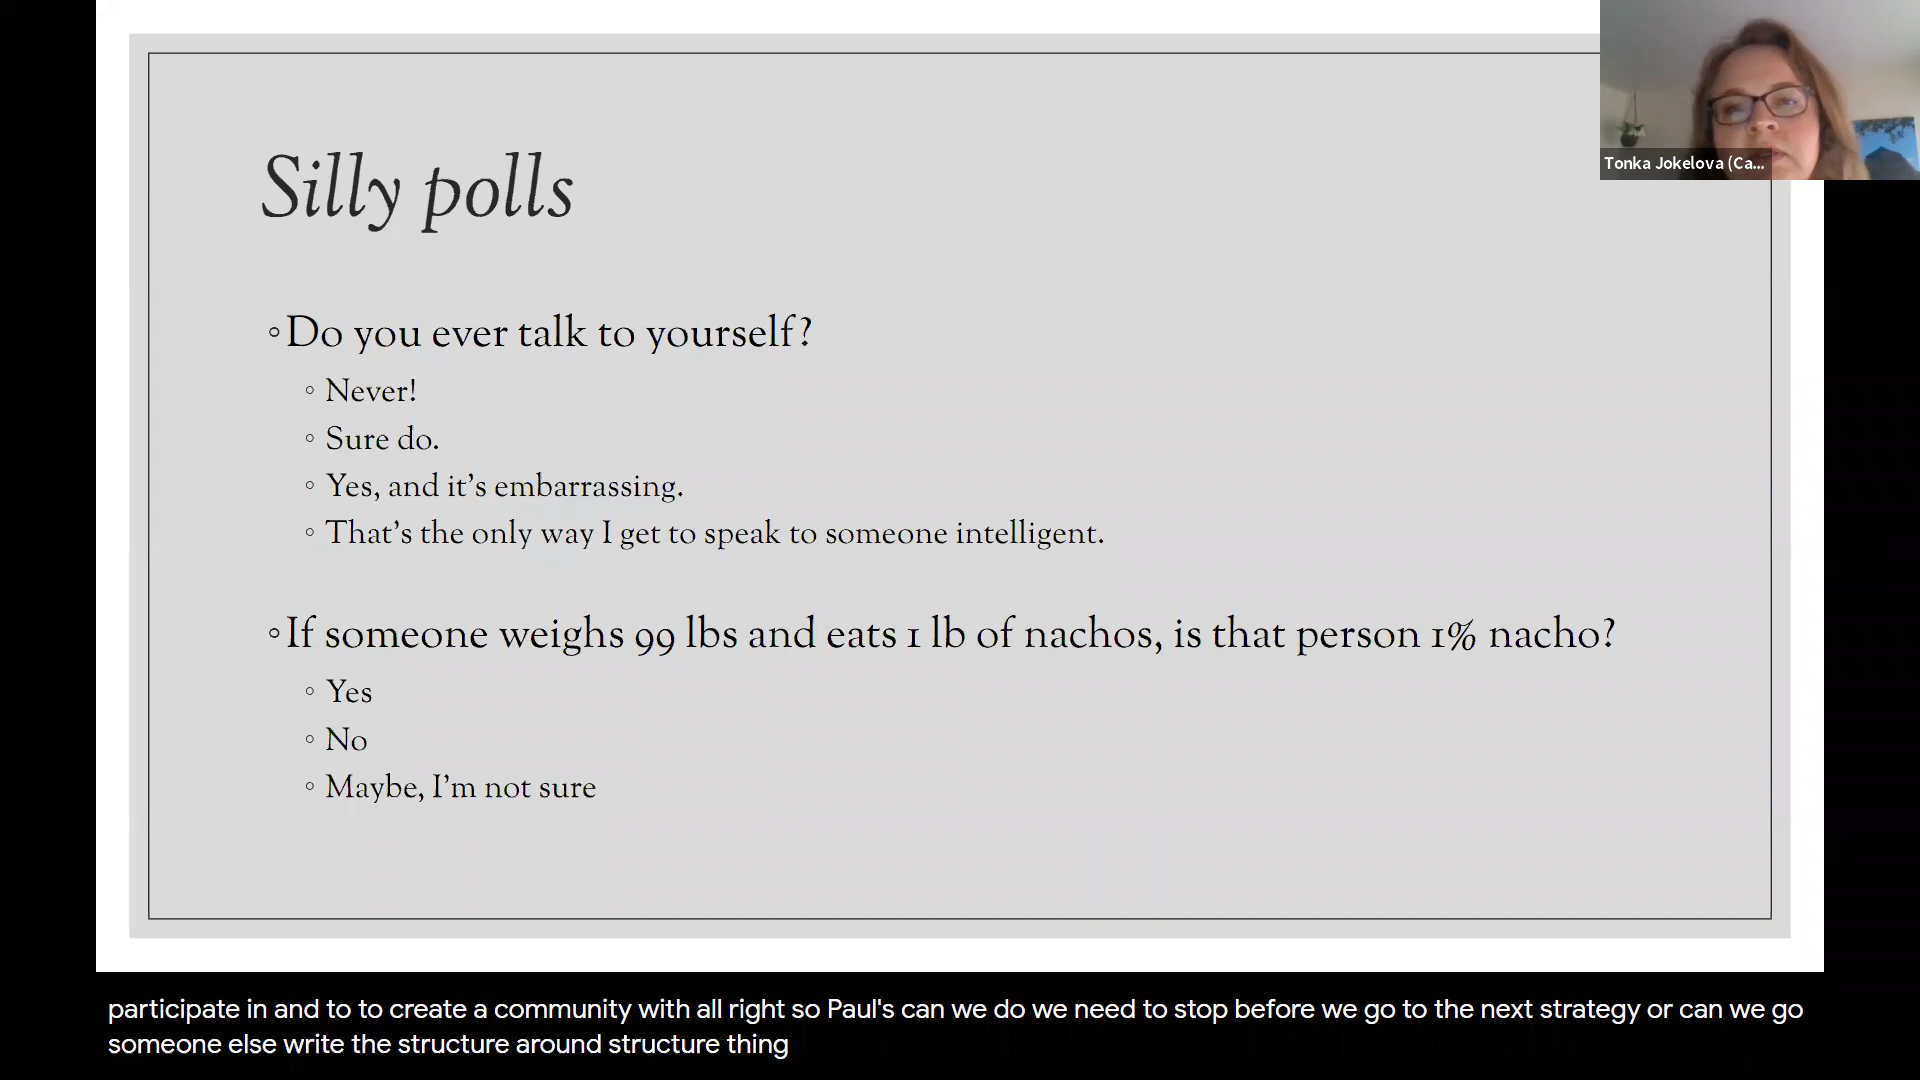 Silly polls
Tonka Jokelova (Ca...
◦Do you ever talk to yourself?
◦ Never!
◦ Sure do.
◦ Yes, and it’s embarrassing.
◦ That’s the only way I get to speak to someone intelligent.
◦If someone weighs 99 lbs and eats 1 lb of nachos, is that person 1% nacho?
◦ Yes
◦ No
◦ Maybe, I’m not sure
participate in and to to create a community with all right so Paul's can we do we need to stop before we go to the next strategy or can we go
someone else write the structure around structure thing